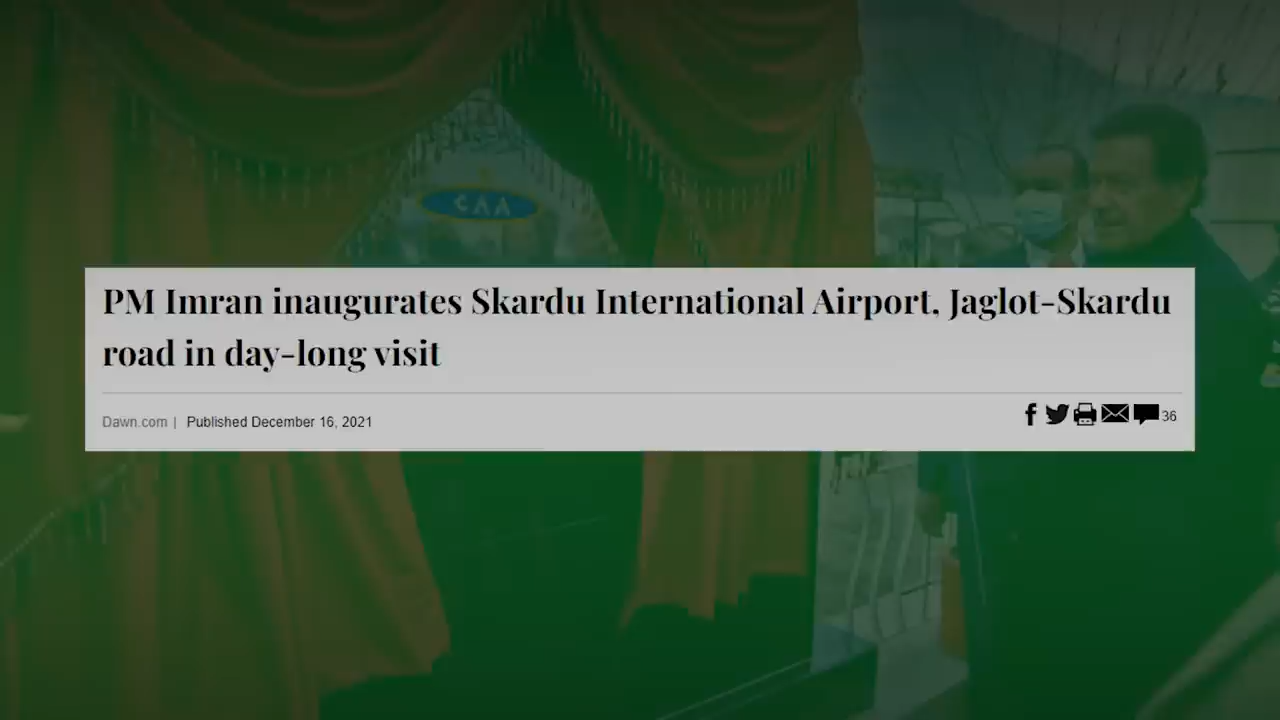 CAA
PM Imran inaugurates Skardu International Airport, Jaglot-Skardu
road in day-long visit
Dawn.com | Published December 16, 2021
36